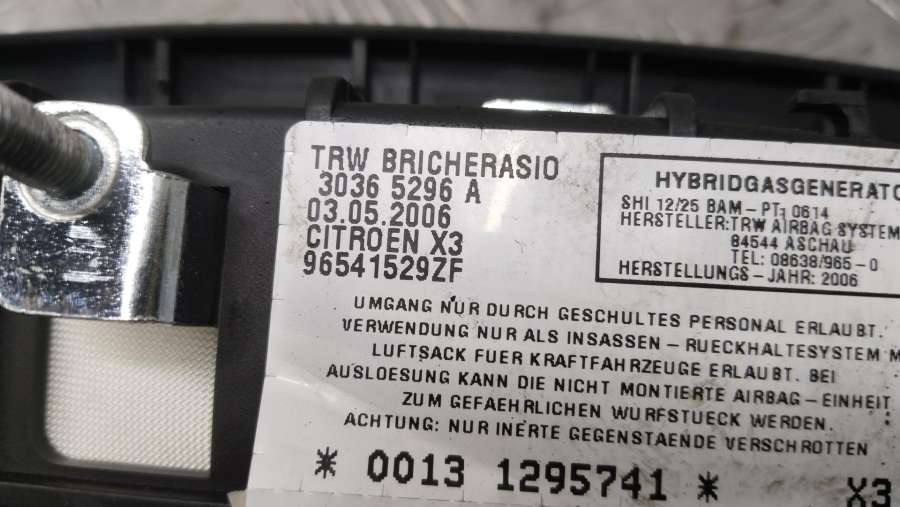 TRW BRICHERASIO
3036 5296 A
03.05.2006
CITROEN X3
96541529ZF
HYBRIDGASGENERATO
SHI 12/25 BAM-PT1 0614
HERSTELLER:TRW AIRBAG SYSTEM
84544 ASCHAU
TEL: 08638/965-0
HERSTELLUNGS-JAHR: 2006
UMGANG NUR DURCH GESCHULTES PERSONAL ERLAUBT.
VERWENDUNG NUR ALS INSASSEN-RUECKHALTESYSTEM M
LUFTSACK FUER KRAFTFAHRZEUGE ERLAUBT. BEI
AUSLOESUNG KANN DIE NICHT MONTIERTE AIRBAG-EINHEIT
ZUM GEFAEHRLICHEN WURFSTUECK WERDEN.
ACHTUNG: NUR INERTE GEGENSTAENDE VERSCHROTTEN
* 0013 1295741 * X3